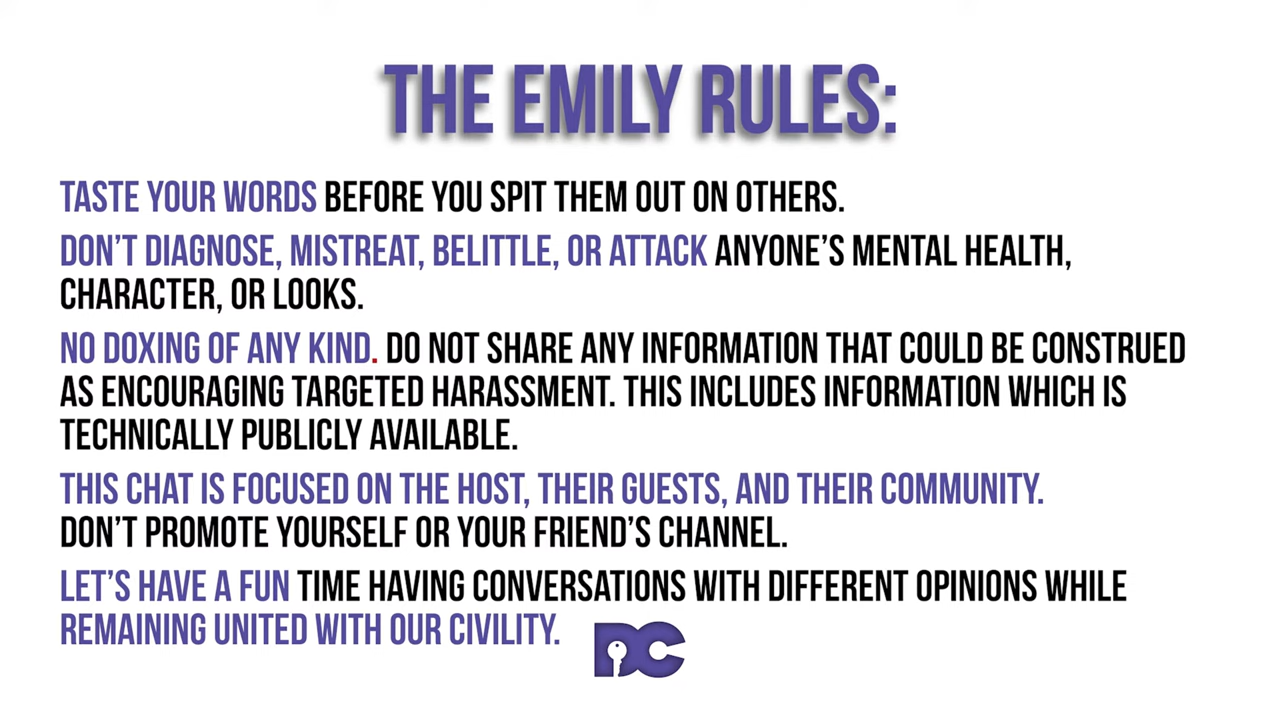 THE EMILY RULES:
TASTE YOUR WORDS BEFORE YOU SPIT THEM OUT ON OTHERS.
DON'T DIAGNOSE, MISTREAT, BELITTLE, OR ATTACK ANYONE'S MENTAL HEALTH,
CHARACTER, OR LOOKS.
NO DOXING OF ANY KIND. DO NOT SHARE ANY INFORMATION THAT COULD BE CONSTRUED
AS ENCOURAGING TARGETED HARASSMENT. THIS INCLUDES INFORMATION WHICH IS
TECHNICALLY PUBLICLY AVAILABLE.
THIS CHAT IS FOCUSED ON THE HOST, THEIR GUESTS, AND THEIR COMMUNITY.
DON'T PROMOTE YOURSELF OR YOUR FRIEND'S CHANNEL.
LET'S HAVE A FUN TIME HAVING CONVERSATIONS WITH DIFFERENT OPINIONS WHILE
REMAINING UNITED WITH OUR CIVILITY.
DC